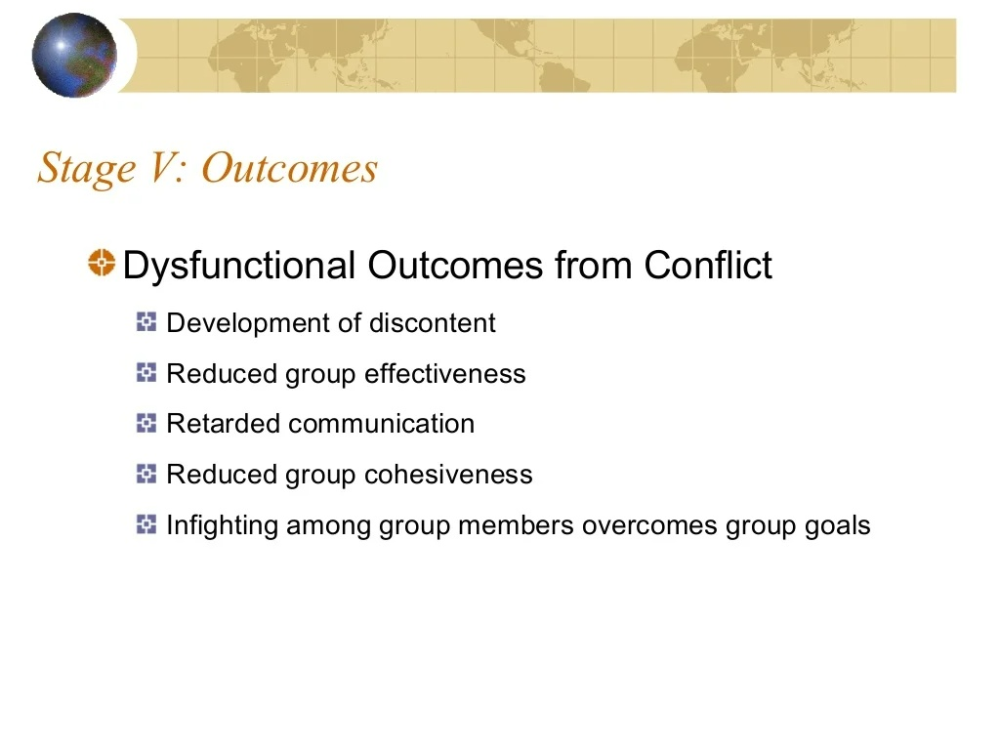 Stage V: Outcomes
Dysfunctional Outcomes from Conflict
Development of discontent
Reduced group effectiveness
Retarded communication
Reduced group cohesiveness
Infighting among group members overcomes group goals